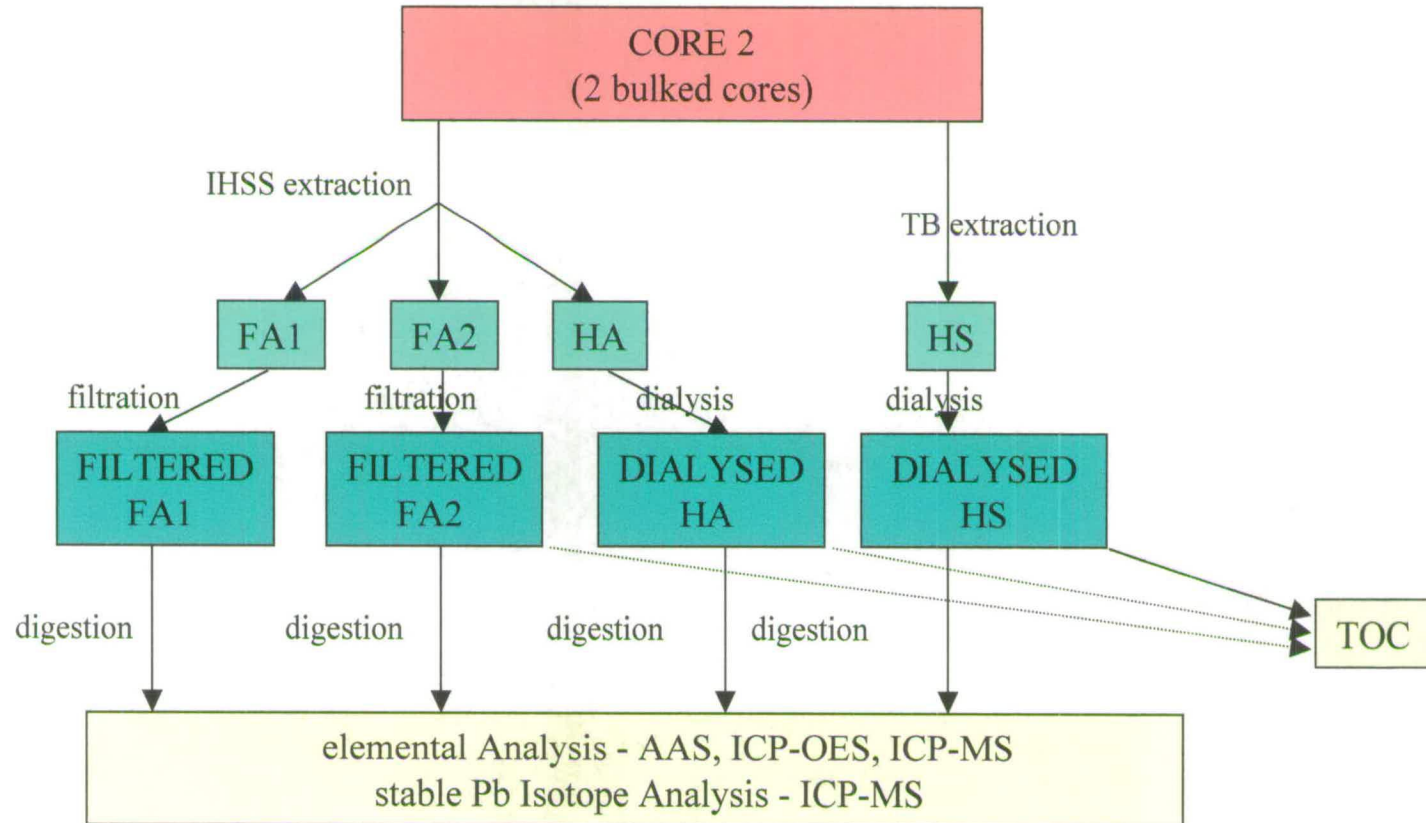 CORE 2
(2 bulked cores)
IHSS extraction
TB extraction
FA1
FA2
HA
HS
filtration
filtration
dialysis
dialysis
FILTERED
FA1
FILTERED
FA2
DIALYSED
HA
DIALYSED
HS
digestion
digestion
digestion
digestion
TOC
elemental Analysis - AAS, ICP-OES, ICP-MS
stable Pb Isotope Analysis - ICP-MS